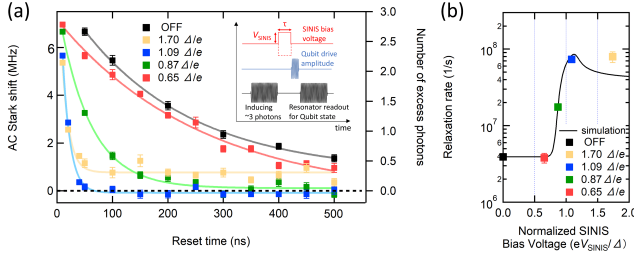 (a)
OFF
1.70 Δ/e
1.09 Δ/e
0.87 Δ/e
0.65 Δ/e
AC Stark shift (MHz)
6
4
2
0
0
100
200
300
400
500
Reset time (ns)
3.0
2.5
2.0
1.5
1.0
0.5
0.0
Number of excess photons
V_SINIS
τ
SINIS bias
voltage
Qubit drive
amplitude
Inducing
~3 photons
Resonator readout
for Qubit state
time
(b)
Relaxation rate (1/s)
10^8
4
2
10^7
4
2
10^6
simulation
OFF
1.70 Δ/e
1.09 Δ/e
0.87 Δ/e
0.65 Δ/e
0.0
0.5
1.0
1.5
2.0
Normalized SINIS
Bias Voltage (eV_SINIS/Δ)